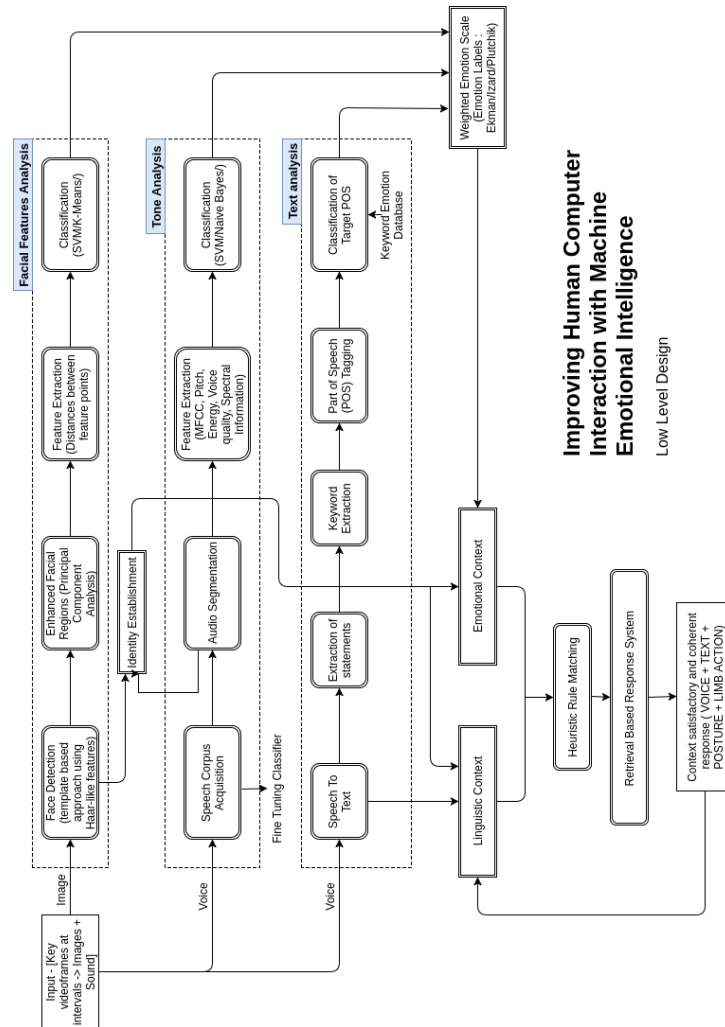 Input - [Key
videoframes at
intervals -> Images +
Sound]
Image
Voice
Voice
Facial Features Analysis
Face Detection
(template based
approach using
Haar-like features)
Enhanced Facial
Regions (Principal
Component
Analysis)
Feature Extraction
(Distances between
feature points)
Classification
(SVM/K-Means/)
Identity Establishment
Tone Analysis
Speech Corpus
Acquisition
Audio Segmentation
Feature Extraction
(MFCC, Pitch,
Energy, Voice
quality, Spectral
Information)
Classification
(SVM/Naive Bayes/)
Fine Tuning Classifier
Text analysis
Speech To
Text
Extraction of
statements
Keyword
Extraction
Part of Speech
(POS) Tagging
Classification of
Target POS
Keyword Emotion
Database
Weighted Emotion Scale
(Emotion Labels :
Ekman/Izard/Plutchik)
Linguistic Context
Emotional Context
Heuristic Rule Matching
Retrieval Based Response System
Context satisfactory and coherent
response ( VOICE + TEXT +
POSTURE + LIMB ACTION)
Improving Human Computer
Interaction with Machine
Emotional Intelligence
Low Level Design